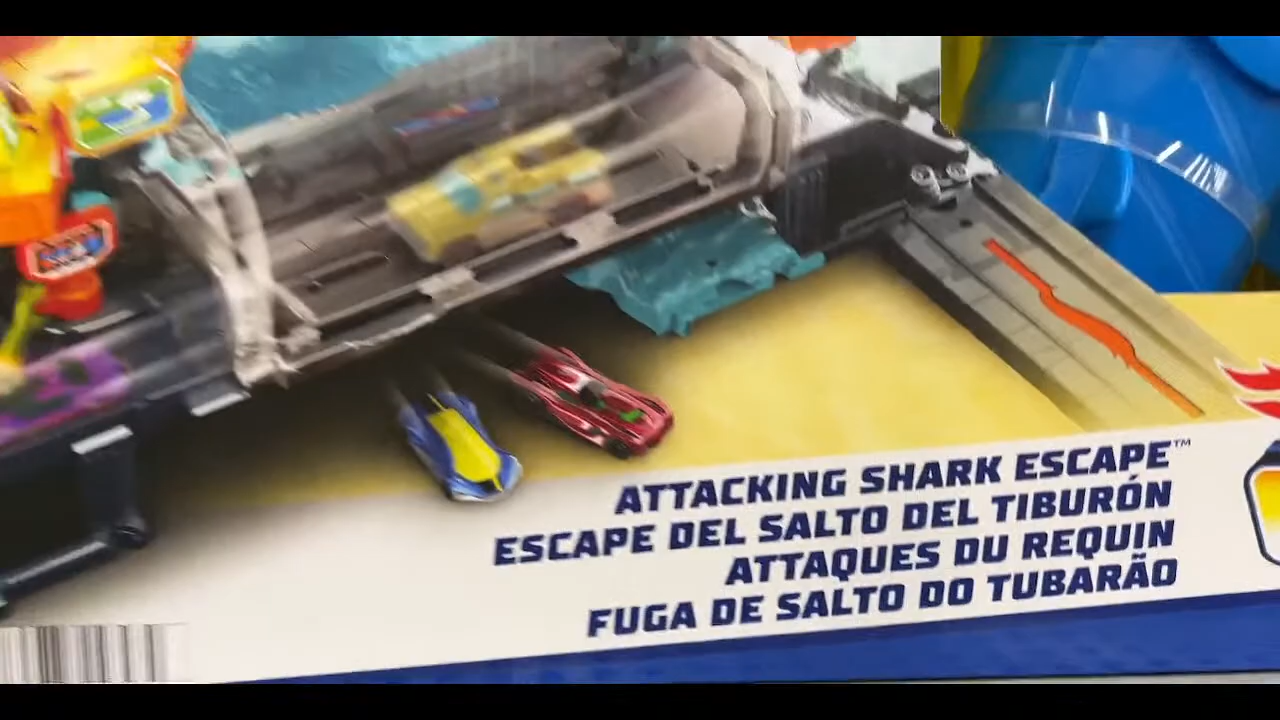 ATTACKING SHARK ESCAPE™
ESCAPE DEL SALTO DEL TIBURÓN
ATTAQUES DU REQUIN
FUGA DE SALTO DO TUBARÃO